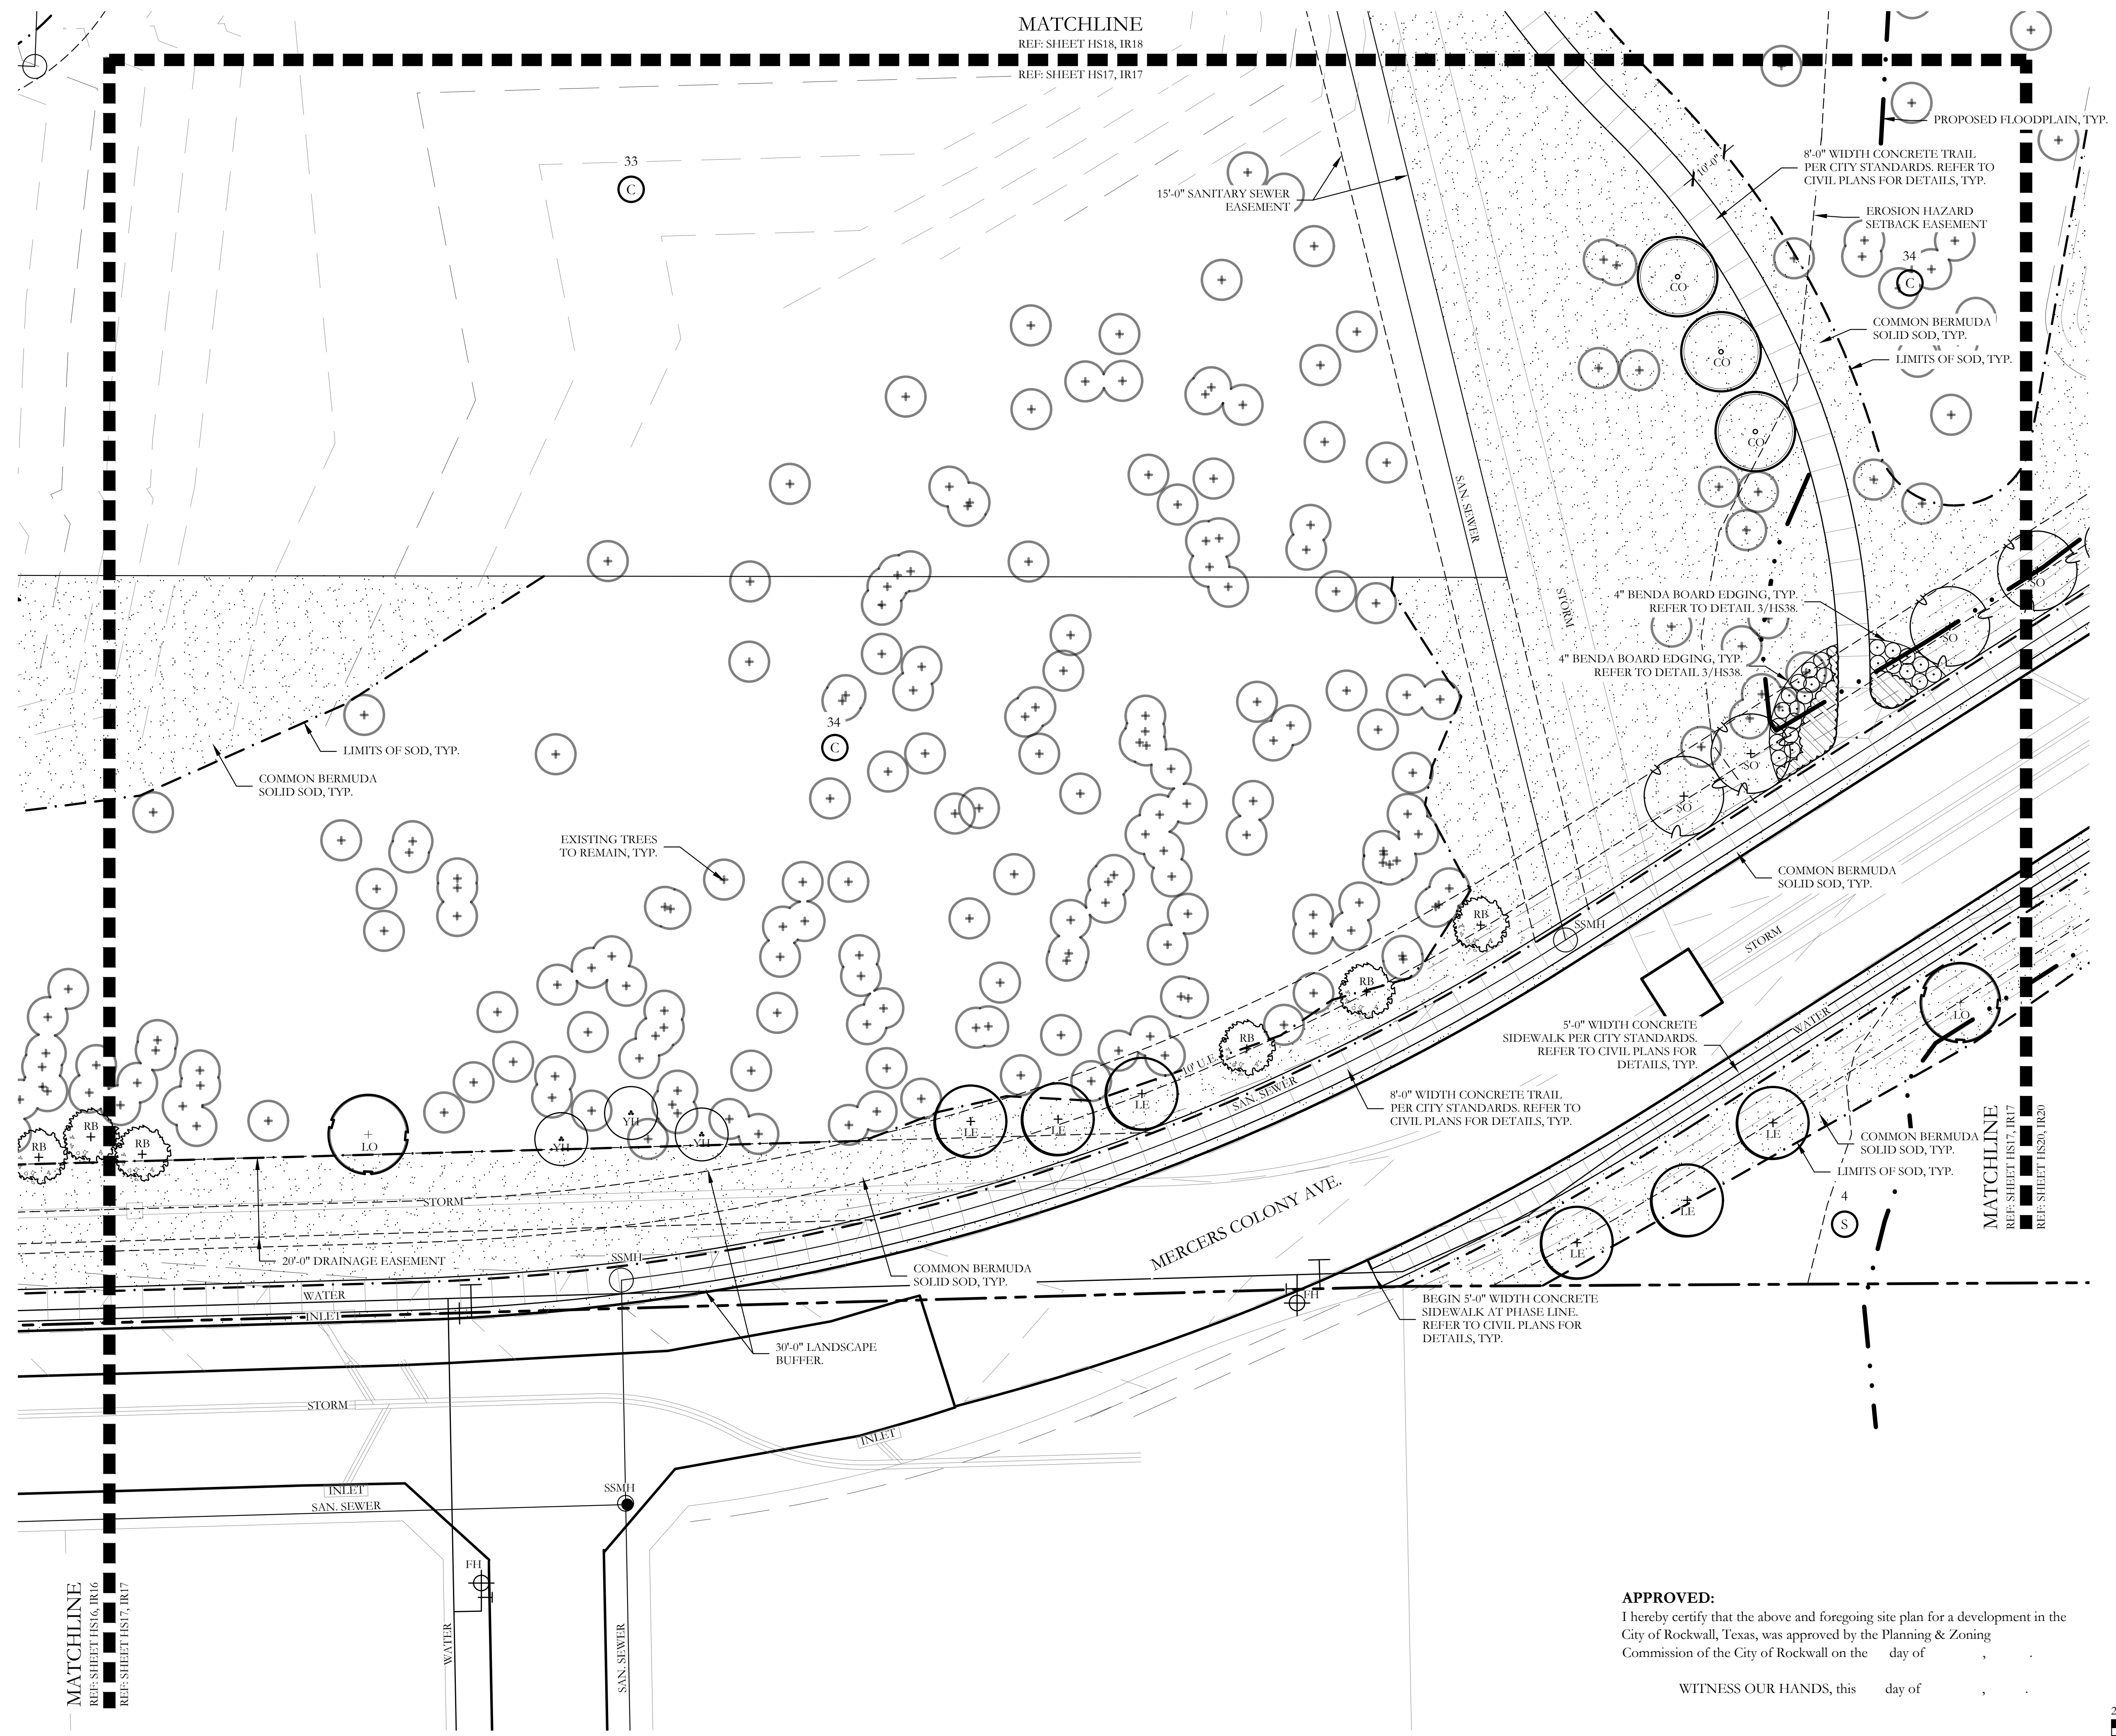 MATCHLINE
REF: SHEET HS18, IR18
REF: SHEET HS17, IR17
PROPOSED FLOODPLAIN, TYP.
10'-0"
8'-0" WIDTH CONCRETE TRAIL
PER CITY STANDARDS. REFER TO
CIVIL PLANS FOR DETAILS, TYP.
33
C
15'-0" SANITARY SEWER
EASEMENT
EROSION HAZARD
SETBACK EASEMENT
34
C
CO
COMMON BERMUDA
SOLID SOD, TYP.
LIMITS OF SOD, TYP.
CO
CO
SAN. SEWER
STORM
4" BENDA BOARD EDGING, TYP.
REFER TO DETAIL 3/HS38.
SO
SO
4" BENDA BOARD EDGING, TYP.
REFER TO DETAIL 3/HS38.
34
C
LIMITS OF SOD, TYP.
COMMON BERMUDA
SOLID SOD, TYP.
SO
SO
EXISTING TREES
TO REMAIN, TYP.
COMMON BERMUDA
SOLID SOD, TYP.
RB
SSMH
STORM
RB
LO
WATER
5'-0" WIDTH CONCRETE
SIDEWALK PER CITY STANDARDS.
REFER TO CIVIL PLANS FOR
DETAILS, TYP.
RB
10' U.E.
SAN. SEWER
8'-0" WIDTH CONCRETE TRAIL
PER CITY STANDARDS. REFER TO
CIVIL PLANS FOR DETAILS, TYP.
LE
LE
LE
YH
YH
YH
LO
RB
RB
RB
LE
COMMON BERMUDA
SOLID SOD, TYP.
LIMITS OF SOD, TYP.
4
S
MATCHLINE
REF: SHEET HS17, IR17
REF: SHEET HS20, IR20
STORM
MERCERS COLONY AVE.
LE
LE
20'-0" DRAINAGE EASEMENT
SSMH
COMMON BERMUDA
SOLID SOD, TYP.
WATER
INLET
FH
BEGIN 5'-0" WIDTH CONCRETE
SIDEWALK AT PHASE LINE.
REFER TO CIVIL PLANS FOR
DETAILS, TYP.
30'-0" LANDSCAPE
BUFFER.
STORM
INLET
INLET
SAN. SEWER
SSMH
FH
WATER
SAN. SEWER
MATCHLINE
REF: SHEET HS16, IR16
REF: SHEET HS17, IR17
APPROVED:
I hereby certify that the above and foregoing site plan for a development in the
City of Rockwall, Texas, was approved by the Planning & Zoning
Commission of the City of Rockwall on the day of , .
WITNESS OUR HANDS, this day of , .